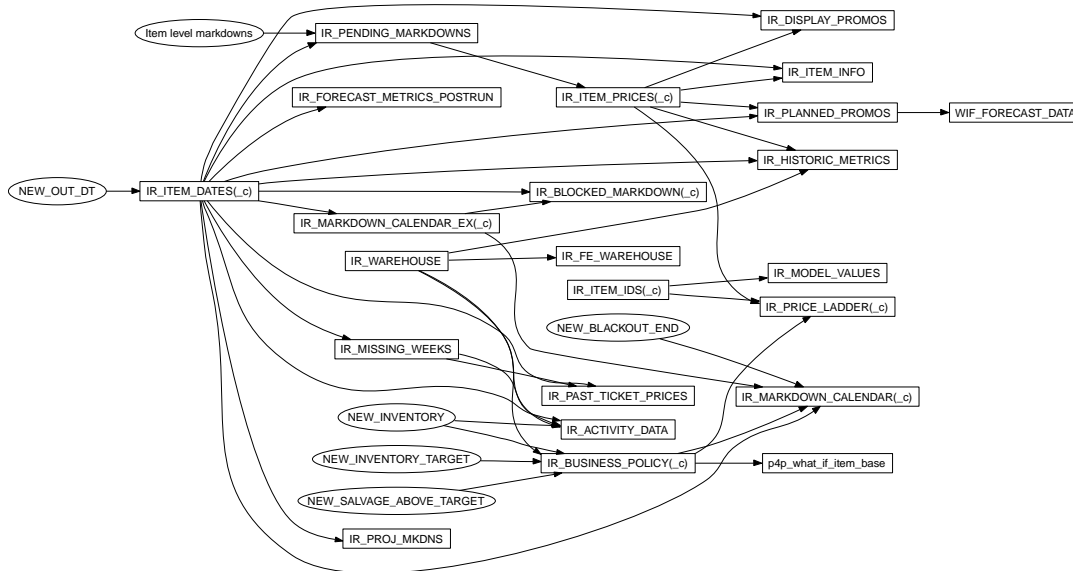 IR_DISPLAY_PROMOS
Item level markdowns
IR_PENDING_MARKDOWNS
IR_ITEM_INFO
IR_FORECAST_METRICS_POSTRUN
IR_ITEM_PRICES(_c)
IR_PLANNED_PROMOS
WIF_FORECAST_DATA
IR_HISTORIC_METRICS
NEW_OUT_DT
IR_ITEM_DATES(_c)
IR_BLOCKED_MARKDOWN(_c)
IR_MARKDOWN_CALENDAR_EX(_c)
IR_WAREHOUSE
IR_FE_WAREHOUSE
IR_MODEL_VALUES
IR_ITEM_IDS(_c)
IR_PRICE_LADDER(_c)
NEW_BLACKOUT_END
IR_MISSING_WEEKS
IR_PAST_TICKET_PRICES
IR_MARKDOWN_CALENDAR(_c)
NEW_INVENTORY
IR_ACTIVITY_DATA
NEW_INVENTORY_TARGET
IR_BUSINESS_POLICY(_c)
p4p_what_if_item_base
NEW_SALVAGE_ABOVE_TARGET
IR_PROJ_MKDNS